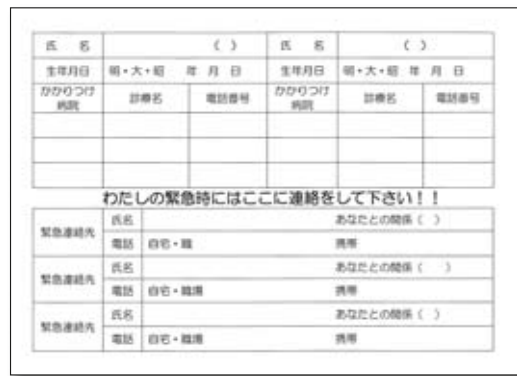 氏 名 ( ) 氏 名 ( )
生年月日 明・大・昭 年 月 日 生年月日 明・大・昭 年 月 日
かかりつけ病院 診療名 電話番号 かかりつけ病院 診療名 電話番号
わたしの緊急時にはここに連絡をして下さい！！
緊急連絡先 氏名 あなたとの関係 ( )
電話 自宅・職 携帯
緊急連絡先 氏名 あなたとの関係 ( )
電話 自宅・職場 携帯
緊急連絡先 氏名 あなたとの関係 ( )
電話 自宅・職場 携帯